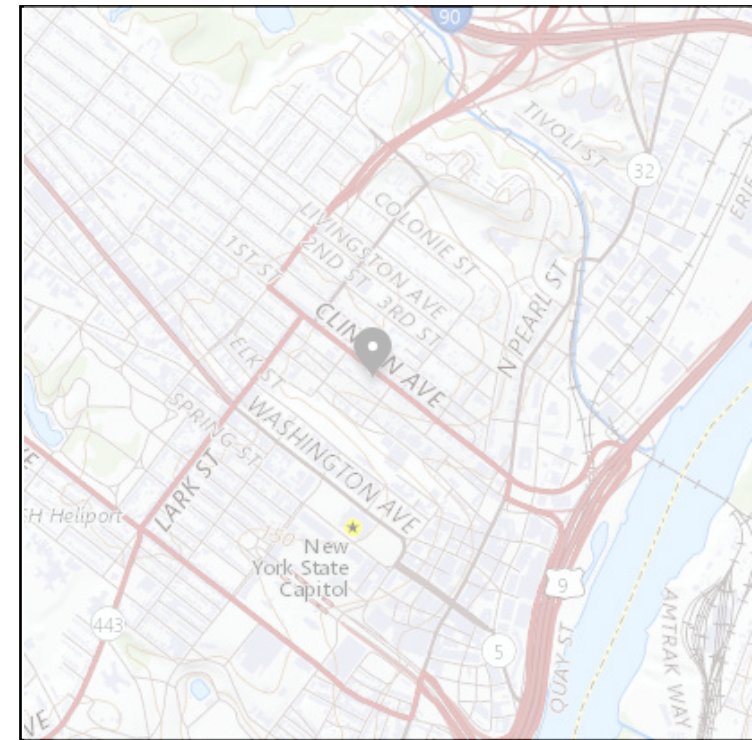 90
TIVOLI ST
32
ERIE
COLONIE ST
LIVINGSTON AVE
2ND ST
3RD ST
1ST ST
N PEARL ST
CLINTON AVE
ELK ST
SPRING ST
WASHINGTON AVE
LARK ST
H Heliport
150
New
York State
Capitol
9
443
5
QUAY ST
AMTRAK WAY
VE